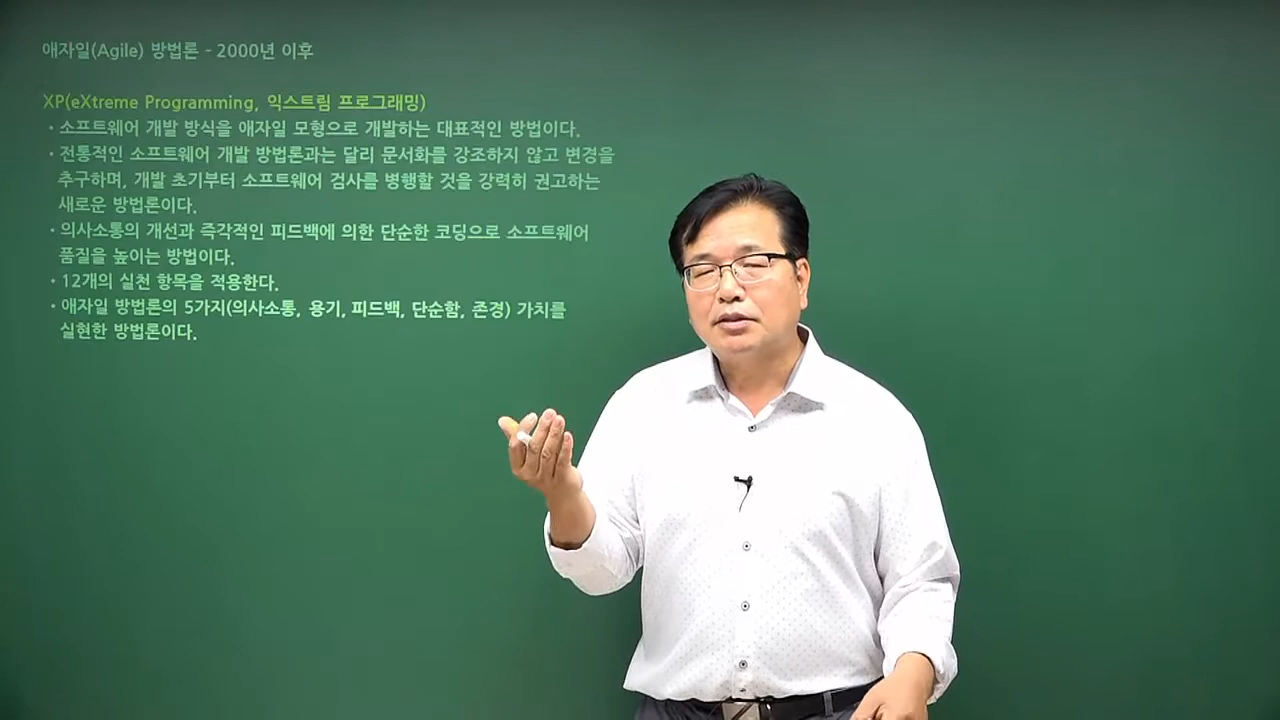 애자일(Agile) 방법론 - 2000년 이후
XP(eXtreme Programming, 익스트림 프로그래밍)
• 소프트웨어 개발 방식을 애자일 모형으로 개발하는 대표적인 방법이다.
• 전통적인 소프트웨어 개발 방법론과는 달리 문서화를 강조하지 않고 변경을
추구하며, 개발 초기부터 소프트웨어 검사를 병행할 것을 강력히 권고하는
새로운 방법론이다.
• 의사소통의 개선과 즉각적인 피드백에 의한 단순한 코딩으로 소프트웨어
품질을 높이는 방법이다.
• 12개의 실천 항목을 적용한다.
• 애자일 방법론의 5가지(의사소통, 용기, 피드백, 단순함, 존경) 가치를
실현한 방법론이다.